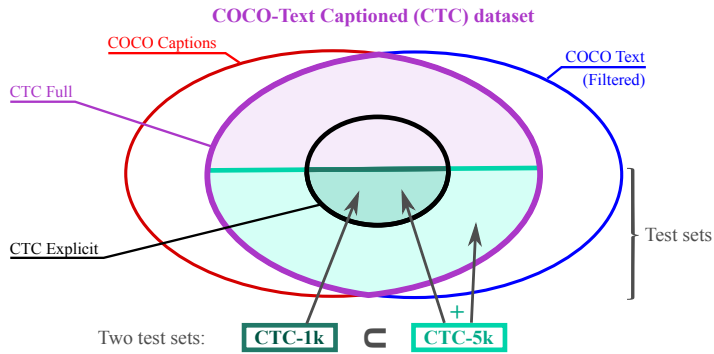 COCO-Text Captioned (CTC) dataset
COCO Captions
COCO Text
(Filtered)
CTC Full
CTC Explicit
Test sets
Two test sets:
CTC-1k
⊂
+
CTC-5k